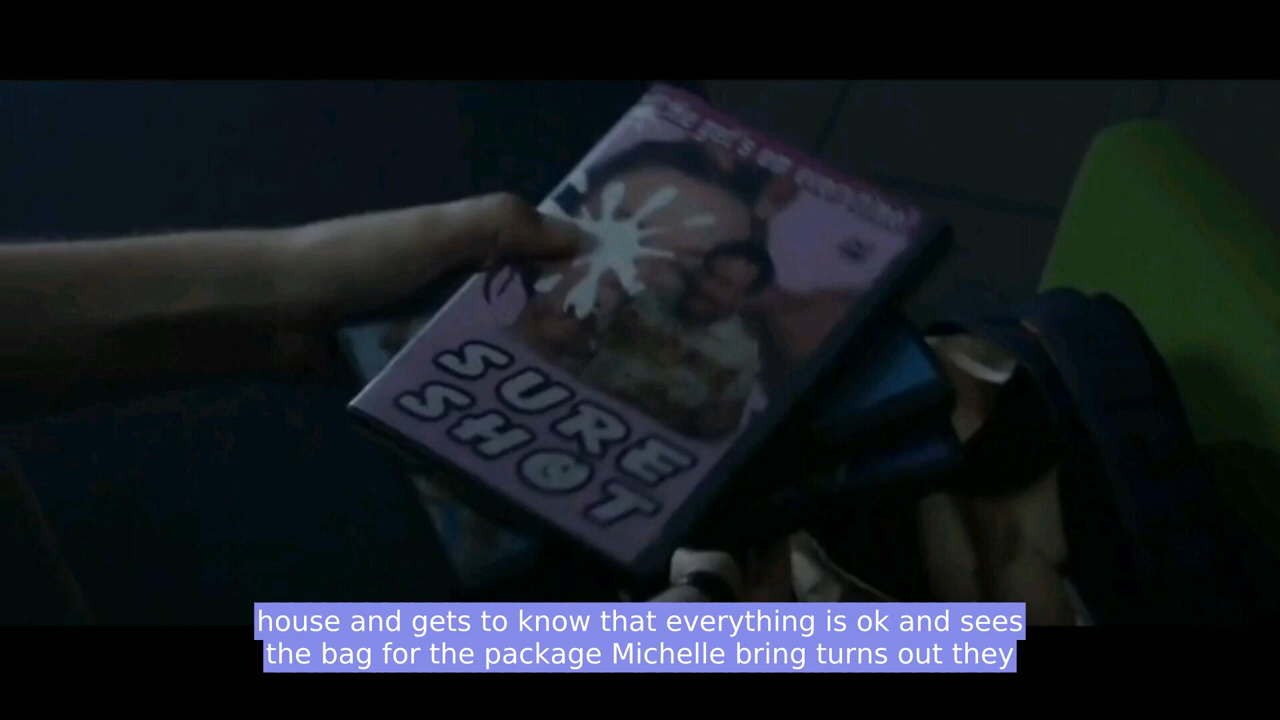 SURE
SHOT
house and gets to know that everything is ok and sees
the bag for the package Michelle bring turns out they